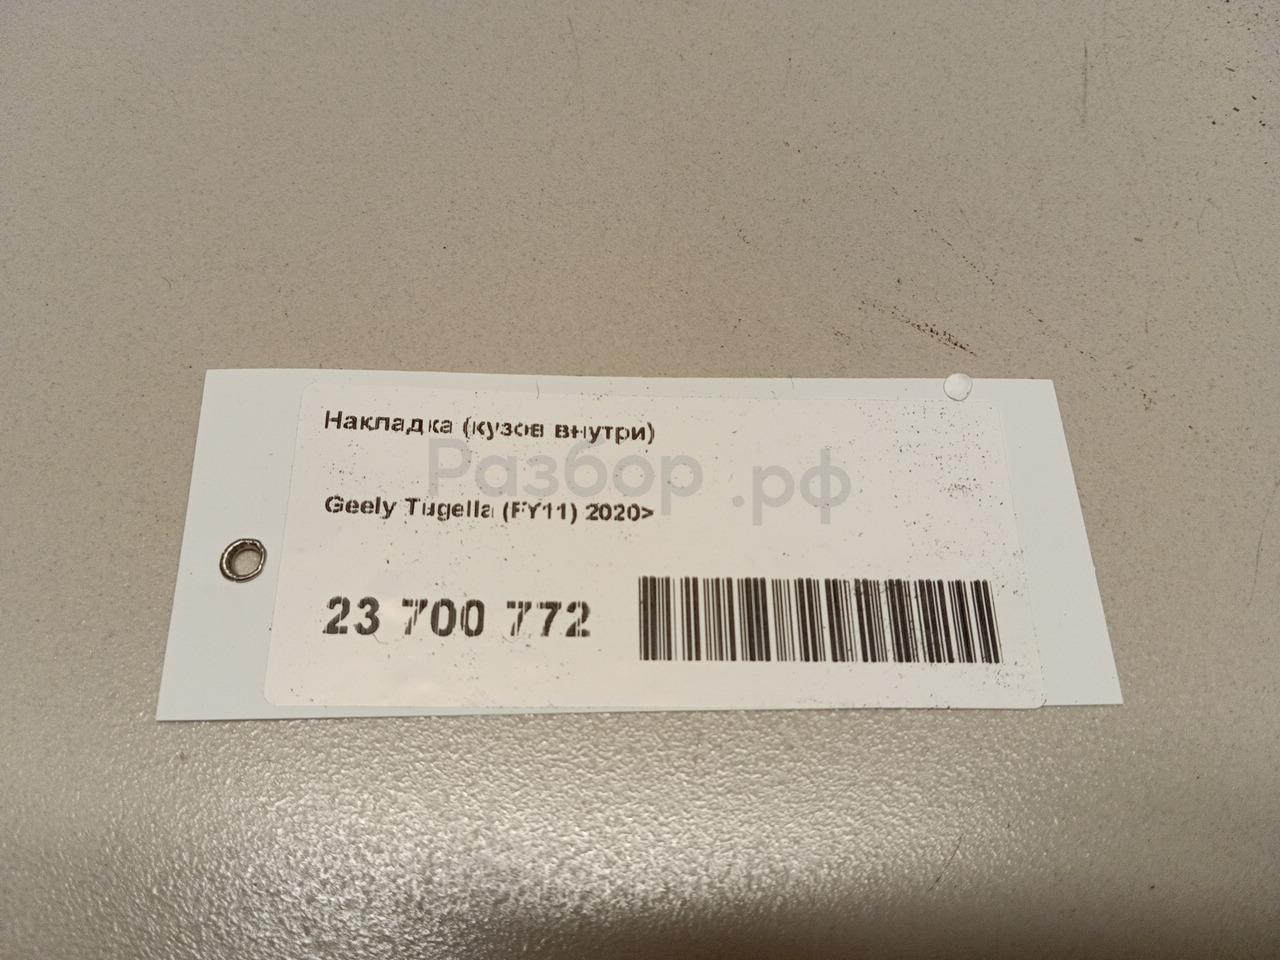 Накладка (кузов внутри)
Разбор.рф
Geely Tugella (FY11) 2020>
23 700 772